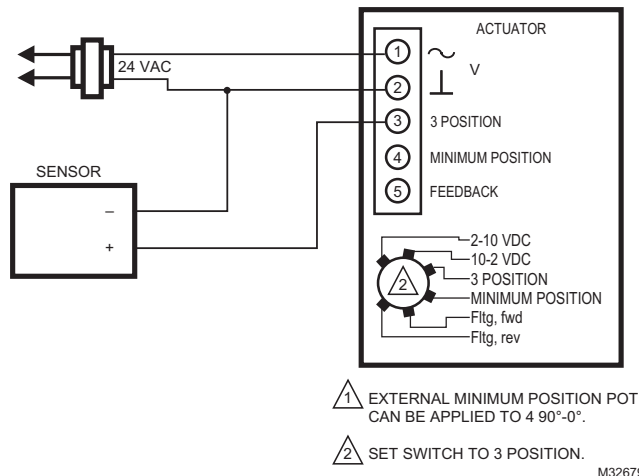 ACTUATOR
1
24 VAC
V
2
3
3 POSITION
SENSOR
4
MINIMUM POSITION
5
FEEDBACK
–
+
2-10 VDC
10-2 VDC
3 POSITION
2
MINIMUM POSITION
Fltg, fwd
Fltg, rev
1 EXTERNAL MINIMUM POSITION POT
CAN BE APPLIED TO 4 90°-0°.
2 SET SWITCH TO 3 POSITION.
M32679